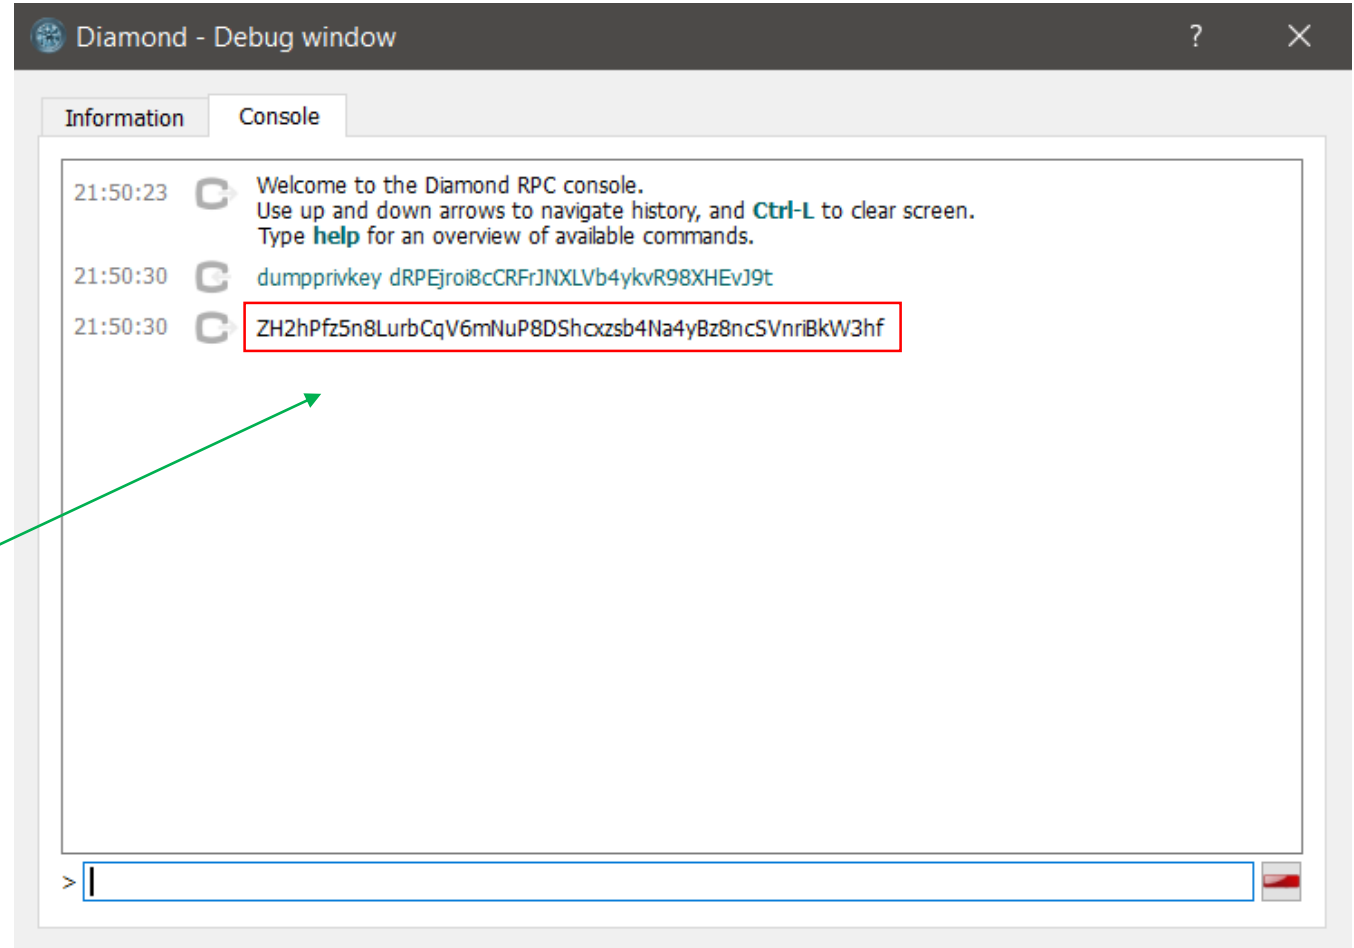 Diamond - Debug window
Information Console
21:50:23 Welcome to the Diamond RPC console.
Use up and down arrows to navigate history, and Ctrl-L to clear screen.
Type help for an overview of available commands.
21:50:30 dumpprivkey dRPEjroi8cCRFrJNXLVb4ykvR98XHEvJ9t
21:50:30 ZH2hPfz5n8LurbCqV6mNuP8DShcxzsb4Na4yBz8ncSVnriBkW3hf
>